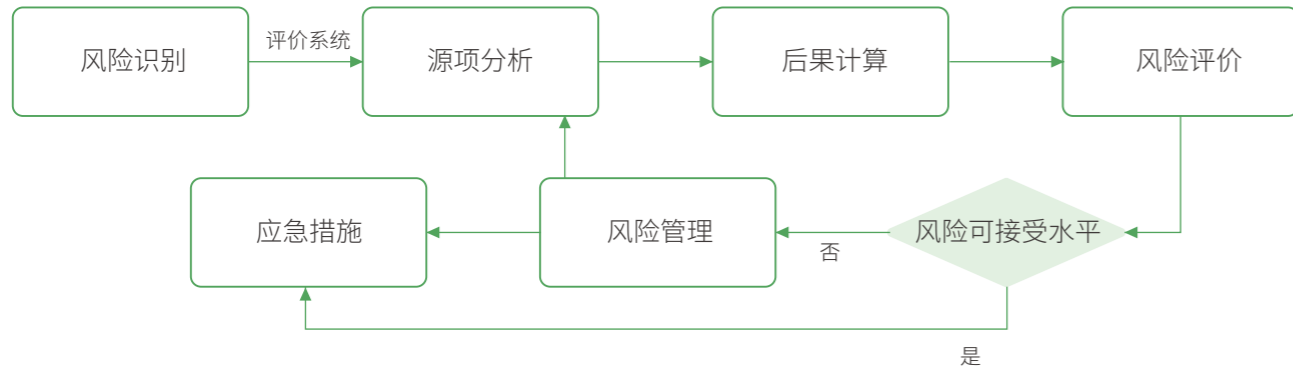 风险识别
评价系统
源项分析
后果计算
风险评价
应急措施
风险管理
否
风险可接受水平
是